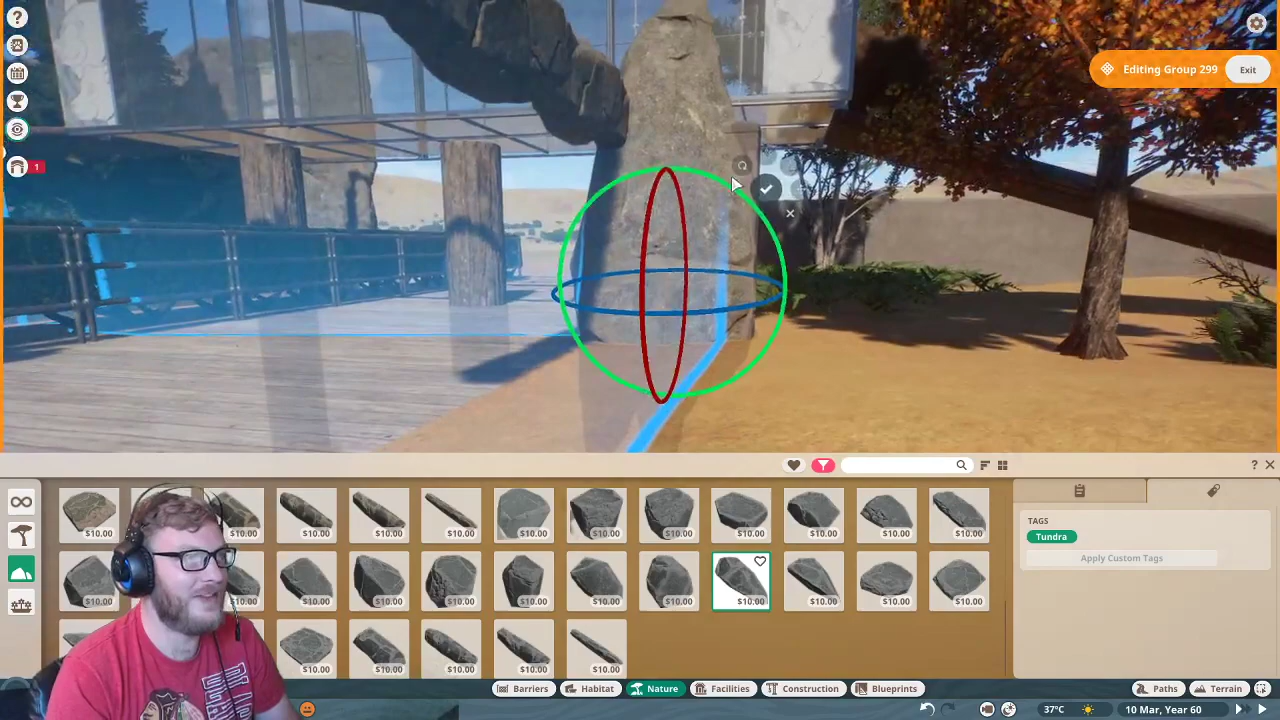 ?
Editing Group 299
Exit
1
?
$10.00 $10.00 $10.00 $10.00 $10.00 $10.00 $10.00 $10.00 $10.00 $10.00 $10.00 $10.00
$10.00 $10.00 $10.00 $10.00 $10.00 $10.00 $10.00 $10.00 $10.00 $10.00 $10.00 $10.00 $10.00
$10.00 $10.00 $10.00 $10.00 $10.00
TAGS
Tundra
Apply Custom Tags
Barriers
Habitat
Nature
Facilities
Construction
Blueprints
Paths
Terrain
37°C
10 Mar, Year 60